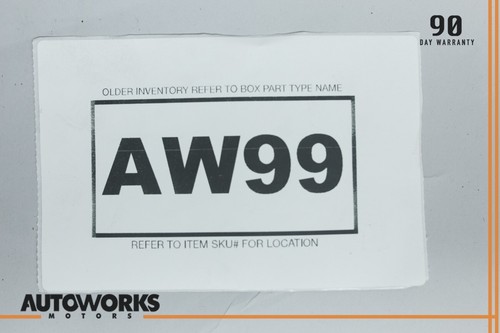 90
DAY WARRANTY
OLDER INVENTORY REFER TO BOX PART TYPE NAME
AW99
REFER TO ITEM SKU# FOR LOCATION
AUTOWORKS
MOTORS